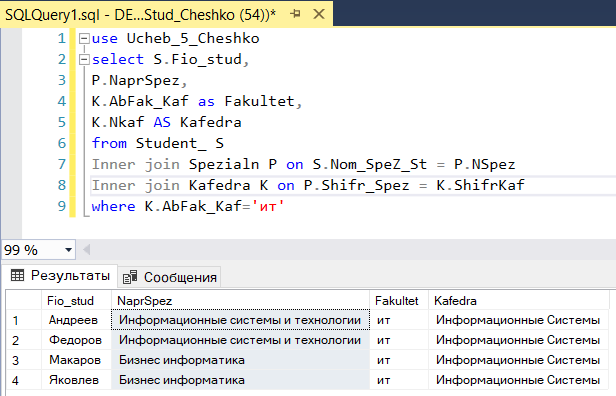 SQLQuery1.sql - DE...Stud_Cheshko (54))*
1 use Ucheb_5_Cheshko
2 select S.Fio_stud,
3 P.NaprSpez,
4 K.AbFak_Kaf as Fakultet,
5 K.Nkaf AS Kafedra
6 from Student_ S
7 Inner join Spezialn P on S.Nom_SpeZ_St = P.NSpez
8 Inner join Kafedra K on P.Shifr_Spez = K.ShifrKaf
9 where K.AbFak_Kaf='ит'
99 %
Результаты Сообщения
Fio_stud NaprSpez Fakultet Kafedra
1 Андреев Информационные системы и технологии ит Информационные Системы
2 Федоров Информационные системы и технологии ит Информационные Системы
3 Макаров Бизнес информатика ит Информационные Системы
4 Яковлев Бизнес информатика ит Информационные Системы